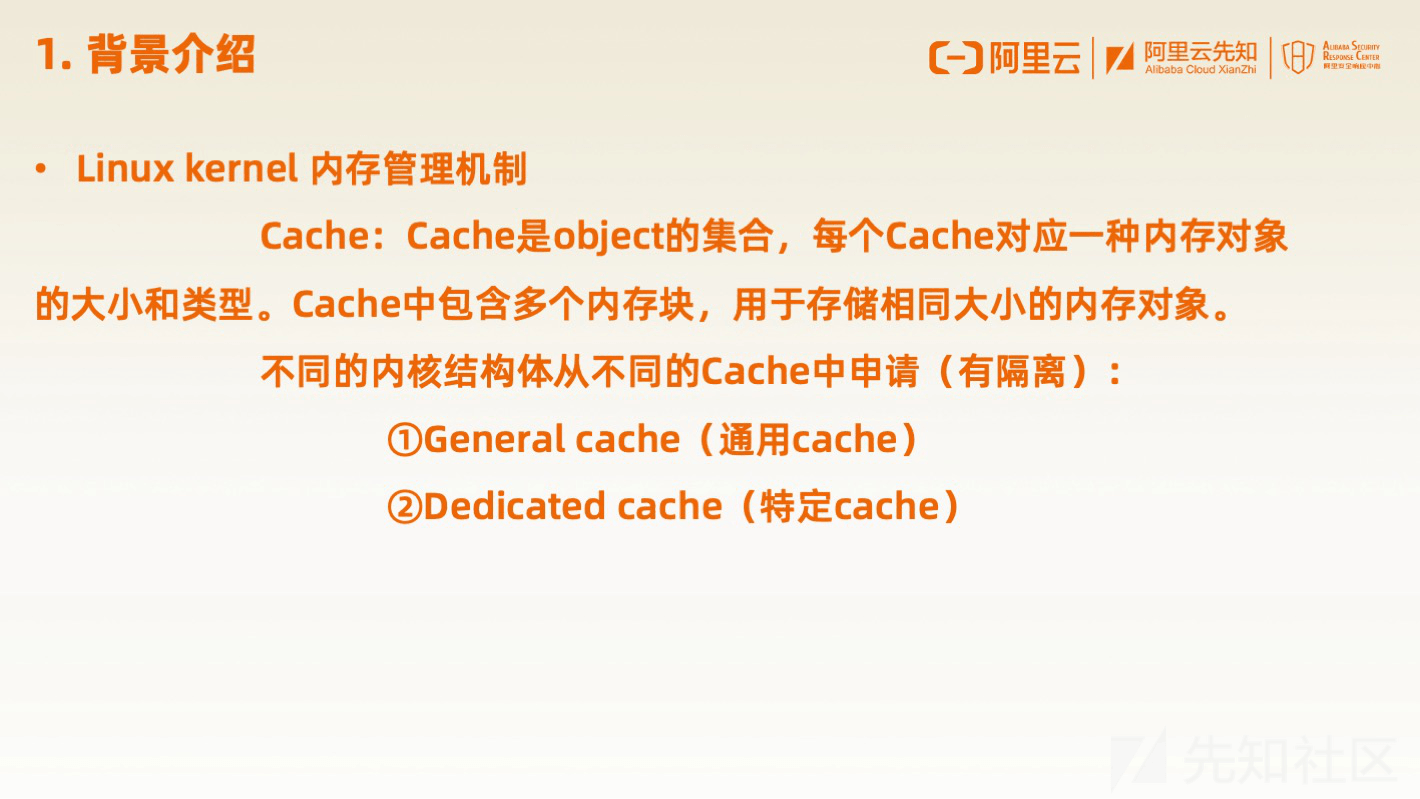 1. 背景介绍
阿里云
阿里云先知
Alibaba Cloud XianZhi
ALIBABA SECURITY
RESPONSE CENTER
阿里安全响应中心
• Linux kernel 内存管理机制
Cache：Cache是object的集合，每个Cache对应一种内存对象
的大小和类型。Cache中包含多个内存块，用于存储相同大小的内存对象。
不同的内核结构体从不同的Cache中申请（有隔离）：
①General cache（通用cache）
②Dedicated cache（特定cache）
先知社区